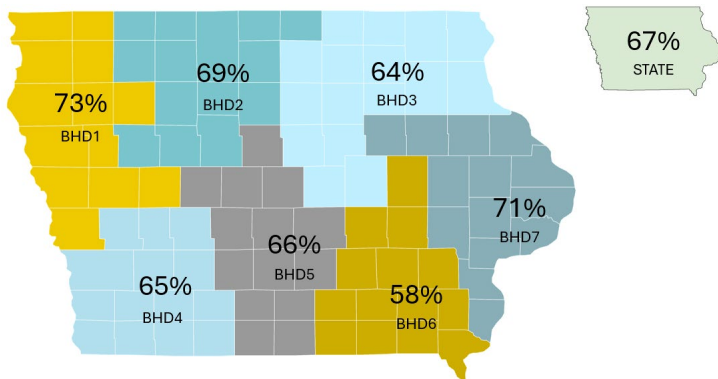 67%
STATE
69%
BHD2
64%
BHD3
73%
BHD1
71%
BHD7
66%
BHD5
65%
BHD4
58%
BHD6